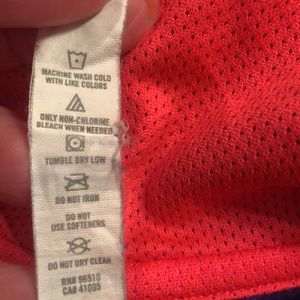 MACHINE WASH COLD
WITH LIKE COLORS
ONLY NON-CHLORINE
BLEACH WHEN NEEDED
TUMBLE DRY LOW
DO NOT IRON
DO NOT USE
SOFTENERS
DO NOT DRY CLEAN
RN# 96510
CA# 41035